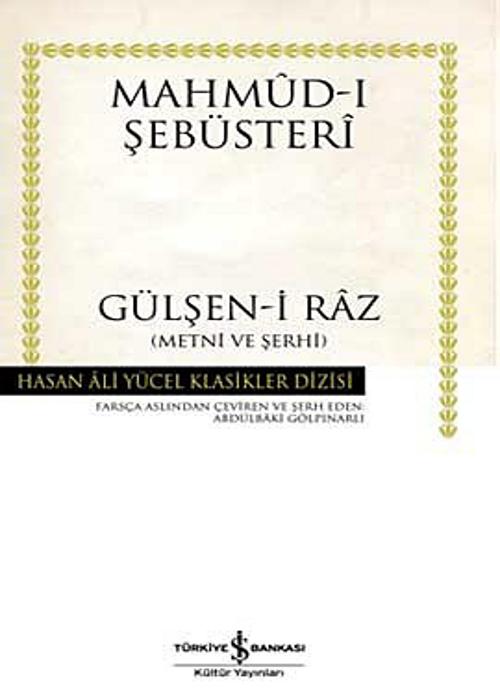 MAHMÛD-I
ŞEBÜSTERÎ
GÜLŞEN-İ RÂZ
(METNİ VE ŞERHİ)
HASAN ÂLİ YÜCEL KLASİKLER DİZİSİ
FARSÇA ASLINDAN ÇEVİREN VE ŞERH EDEN:
ABDÜLBÂKİ GÖLPINARLI
TÜRKİYE İŞ BANKASI
Kültür Yayınları